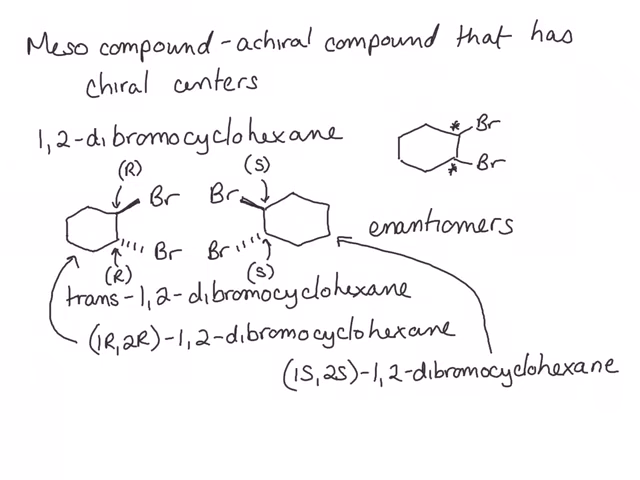 Meso compound - achiral compound that has
chiral centers
1,2-dibromocyclohexane
* Br
* Br
(R) (S)
Br Br
enantiomers
Br Br
(R) (S)
trans-1,2-dibromocyclohexane
(1R,2R)-1,2-dibromocyclohexane
(1S,2S)-1,2-dibromocyclohexane